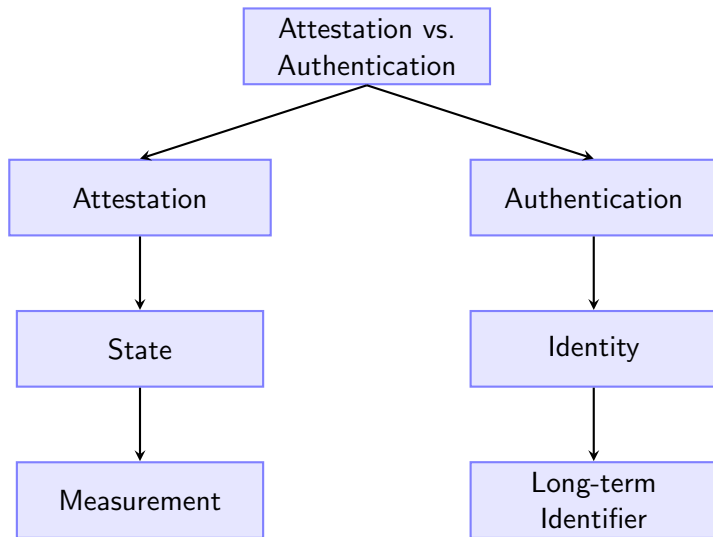 Attestation vs.
Authentication
Attestation
Authentication
State
Identity
Measurement
Long-term
Identifier